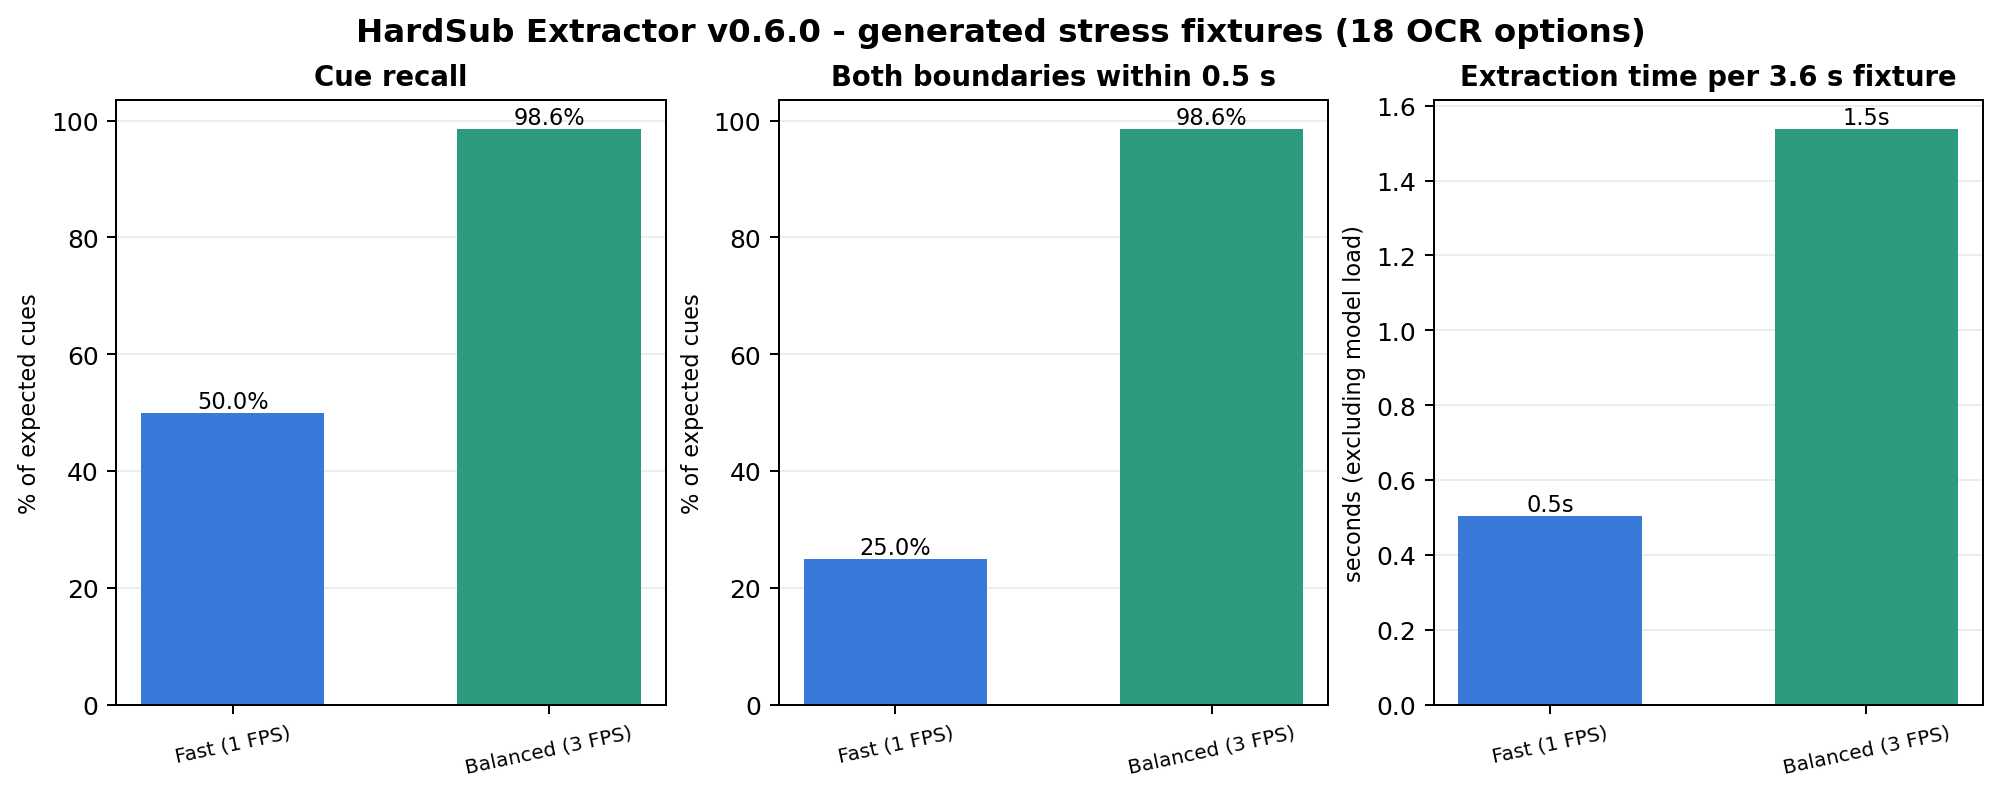 HardSub Extractor v0.6.0 - generated stress fixtures (18 OCR options)
Cue recall
% of expected cues
100
80
60
40
20
0
50.0%
98.6%
Fast (1 FPS)
Balanced (3 FPS)
Both boundaries within 0.5 s
% of expected cues
100
80
60
40
20
0
25.0%
98.6%
Fast (1 FPS)
Balanced (3 FPS)
Extraction time per 3.6 s fixture
seconds (excluding model load)
1.6
1.4
1.2
1.0
0.8
0.6
0.4
0.2
0.0
0.5s
1.5s
Fast (1 FPS)
Balanced (3 FPS)